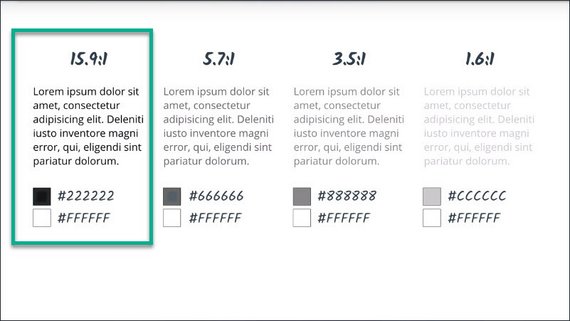 15.9:1
Lorem ipsum dolor sit
amet, consectetur
adipisicing elit. Deleniti
iusto inventore magni
error, qui, eligendi sint
pariatur dolorum.
#222222
#FFFFFF
5.7:1
Lorem ipsum dolor sit
amet, consectetur
adipisicing elit. Deleniti
iusto inventore magni
error, qui, eligendi sint
pariatur dolorum.
#666666
#FFFFFF
3.5:1
Lorem ipsum dolor sit
amet, consectetur
adipisicing elit. Deleniti
iusto inventore magni
error, qui, eligendi sint
pariatur dolorum.
#888888
#FFFFFF
1.6:1
Lorem ipsum dolor sit
amet, consectetur
adipisicing elit. Deleniti
iusto inventore magni
error, qui, eligendi sint
pariatur dolorum.
#CCCCCC
#FFFFFF